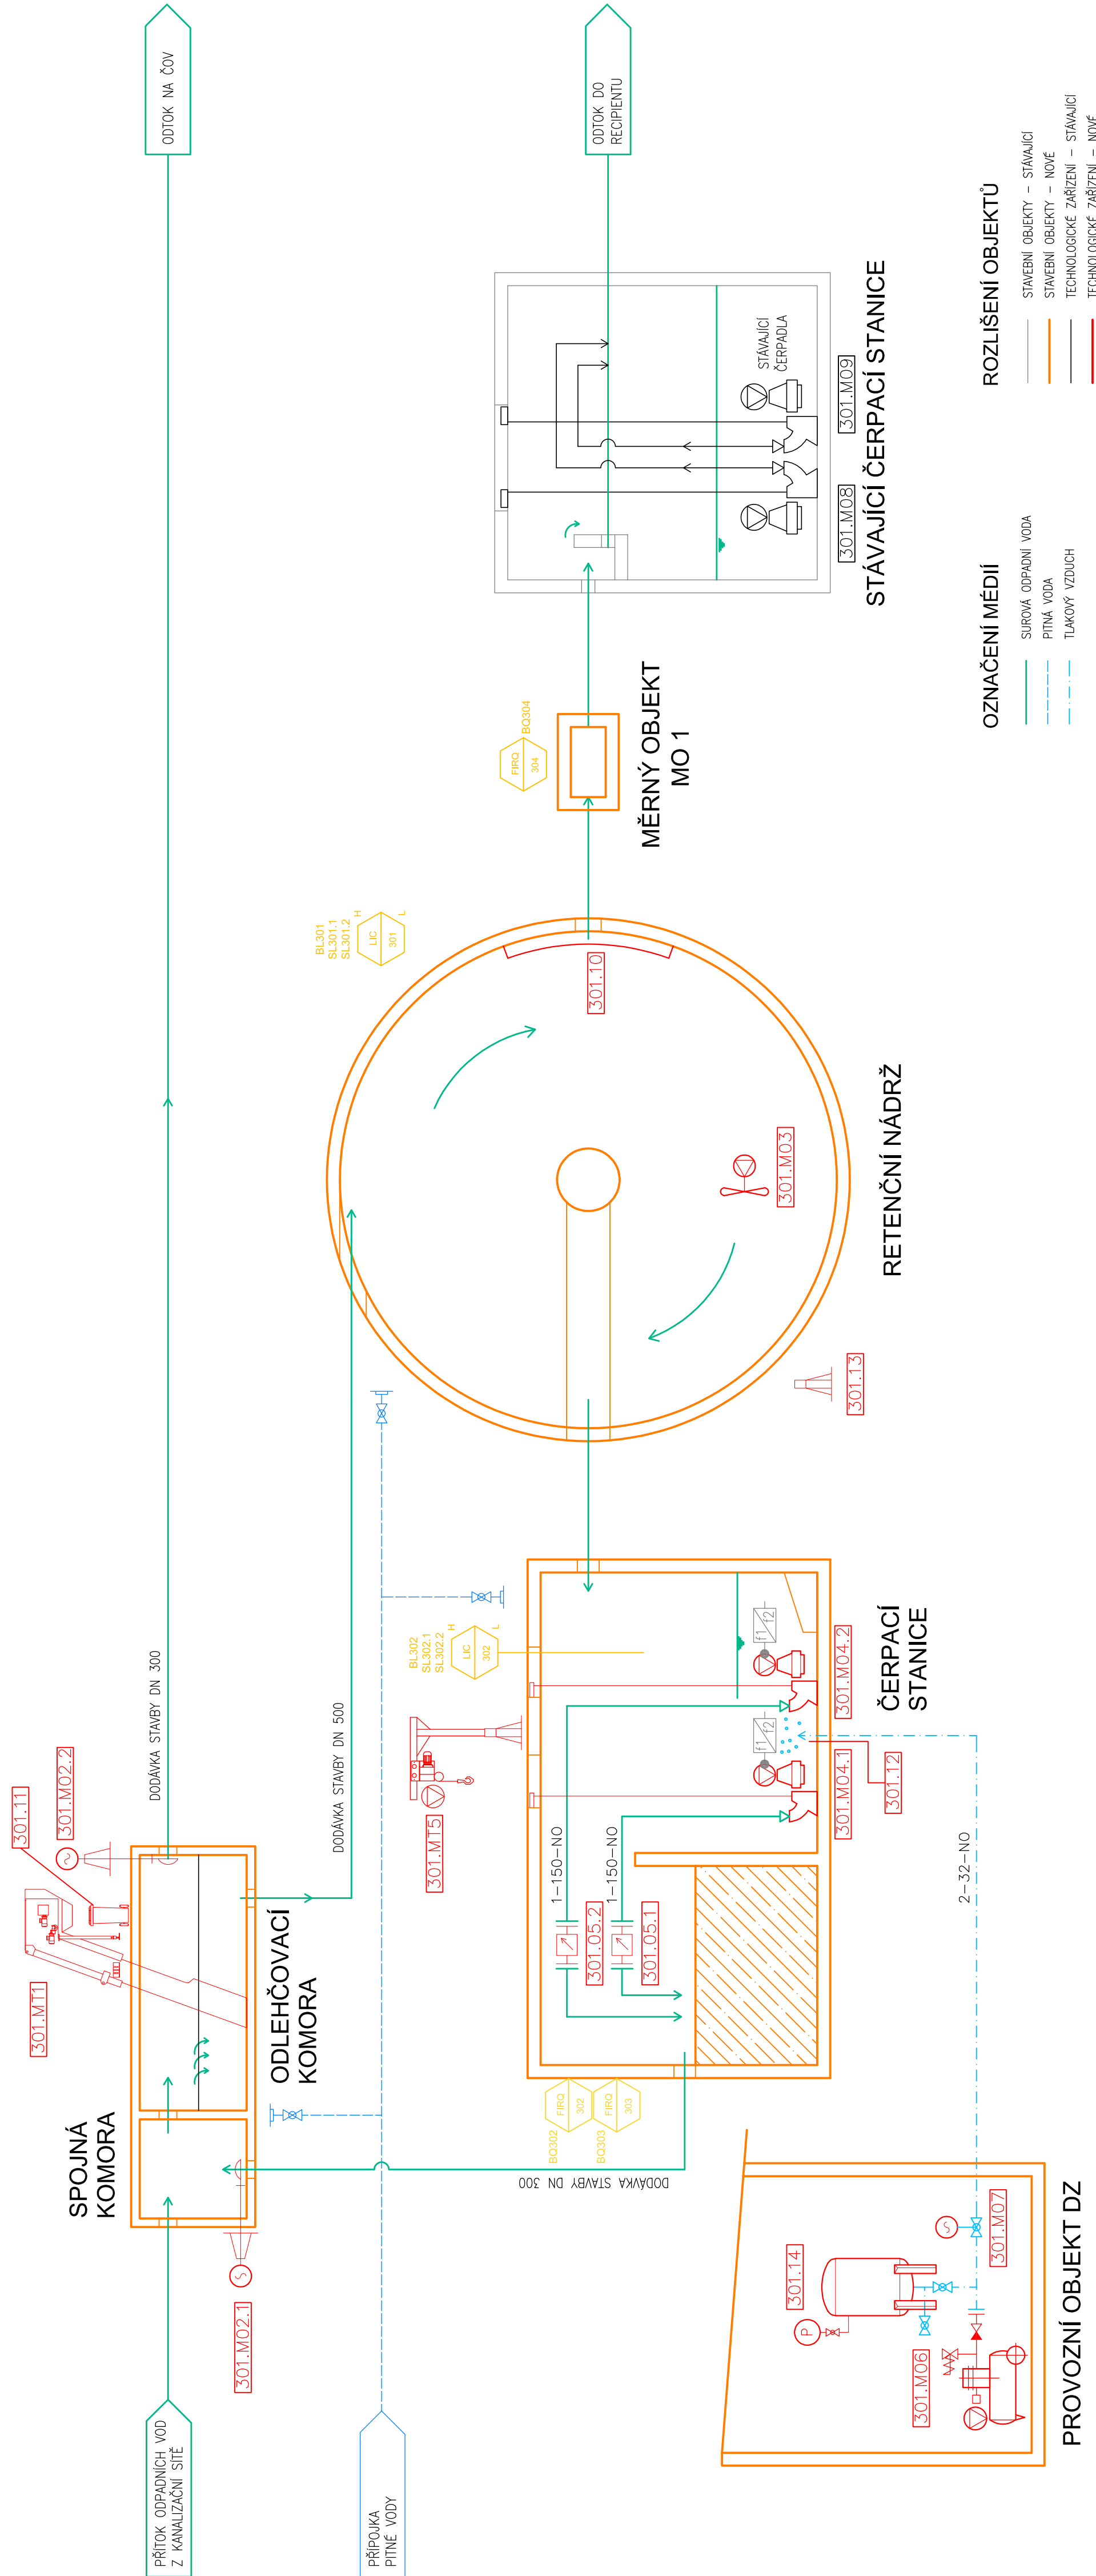 PŘÍTOK ODPADNÍCH VOD
Z KANALIZAČNÍ SÍTĚ
301.M02.1
S
SPOJNÁ
KOMORA
301.MT1
301.11
301.M02.2
ODLEHČOVACÍ
KOMORA
DODÁVKA STAVBY DN 300
DODÁVKA STAVBY DN 500
ODTOK NA ČOV
PŘÍPOJKA
PITNÉ VODY
DODÁVKA STAVBY DN 300
BQ302
FIRQ
302
BQ303
FIRQ
303
301.MT5
BL302
SL302.1
SL302.2
H
LIC
302
L
1-150-NO
301.05.2
1-150-NO
301.05.1
f1
f2
f1
f2
301.M04.1
301.M04.2
301.12
ČERPACÍ
STANICE
2-32-NO
BL301
SL301.1
SL301.2
H
LIC
301
L
301.10
301.M03
301.13
RETENČNÍ NÁDRŽ
FIRQ
304
BQ304
MĚRNÝ OBJEKT
MO 1
STÁVAJÍCÍ
ČERPADLA
301.M08
301.M09
STÁVAJÍCÍ ČERPACÍ STANICE
ODTOK DO
RECIPIENTU
301.14
P
301.M06
S
301.M07
PROVOZNÍ OBJEKT DZ
OZNAČENÍ MÉDIÍ
SUROVÁ ODPADNÍ VODA
PITNÁ VODA
TLAKOVÝ VZDUCH
ROZLIŠENÍ OBJEKTŮ
STAVEBNÍ OBJEKTY – STÁVAJÍCÍ
STAVEBNÍ OBJEKTY – NOVÉ
TECHNOLOGICKÉ ZAŘÍZENÍ – STÁVAJÍCÍ
TECHNOLOGICKÉ ZAŘÍZENÍ – NOVÉ